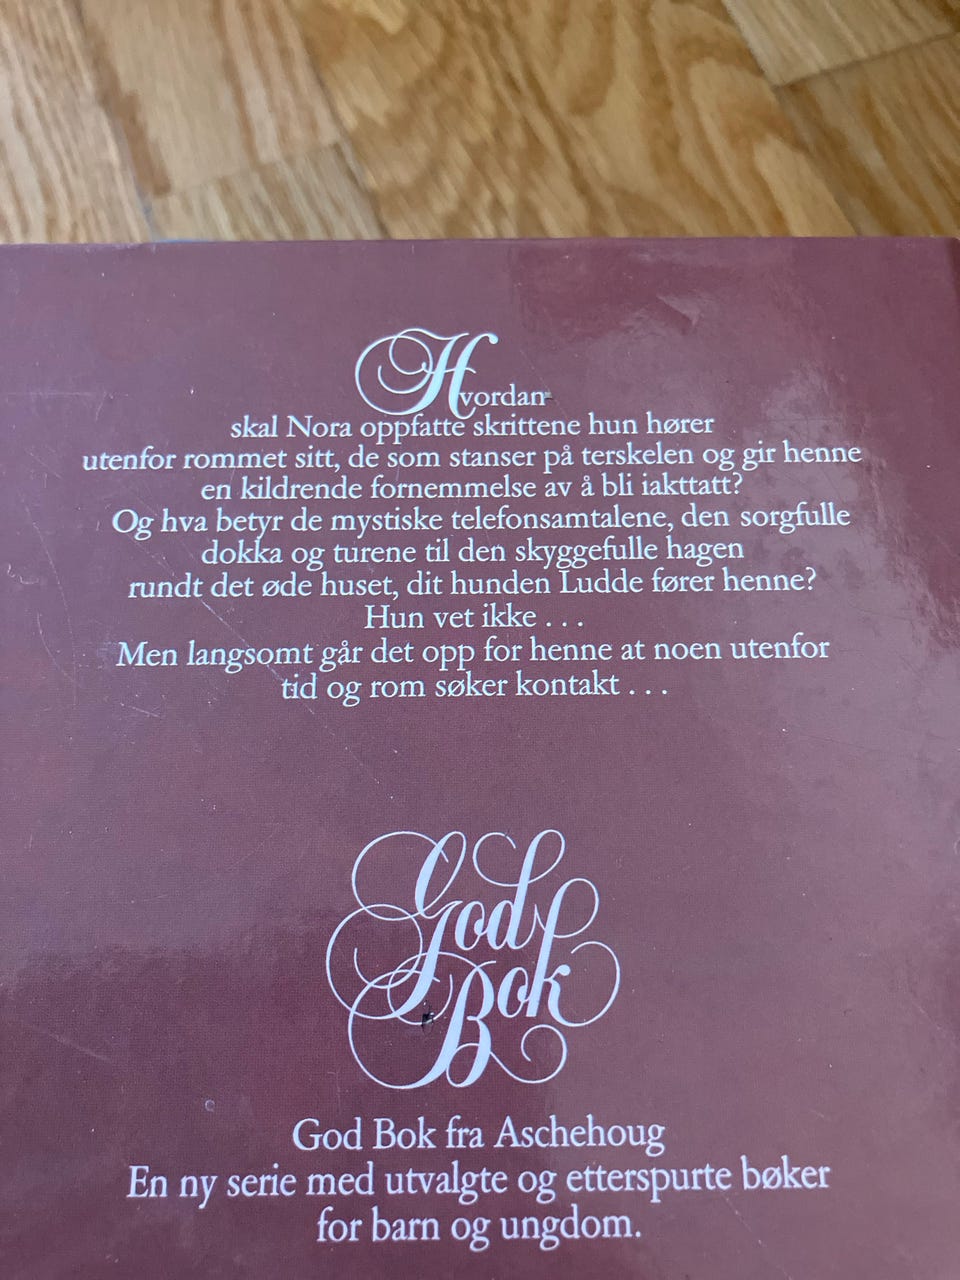 Hvordan
skal Nora oppfatte skrittene hun hører
utenfor rommet sitt, de som stanser på terskelen og gir henne
en kildrende fornemmelse av å bli iakttatt?
Og hva betyr de mystiske telefonsamtalene, den sorgfulle
dokka og turene til den skyggefulle hagen
rundt det øde huset, dit hunden Ludde fører henne?
Hun vet ikke . . .
Men langsomt går det opp for henne at noen utenfor
tid og rom søker kontakt . . .
God
Bok
God Bok fra Aschehoug
En ny serie med utvalgte og etterspurte bøker
for barn og ungdom.